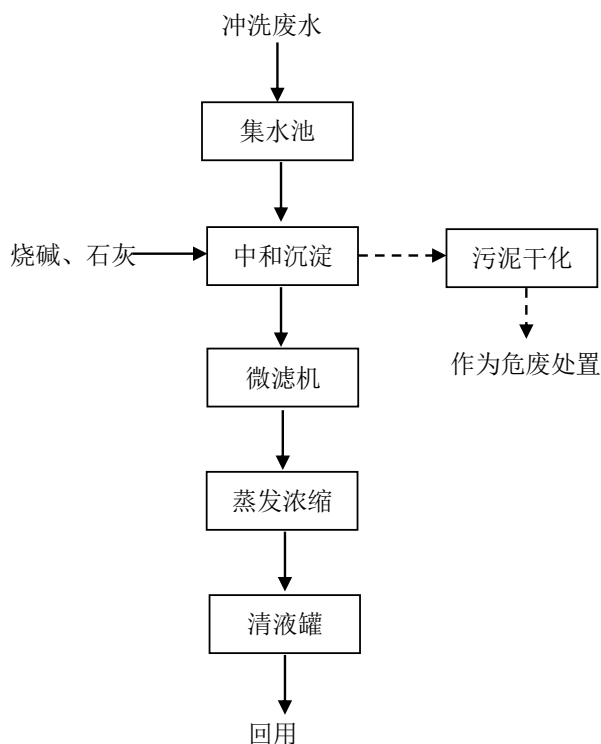 冲洗废水
集水池
烧碱、石灰
中和沉淀
污泥干化
作为危废处置
微滤机
蒸发浓缩
清液罐
回用